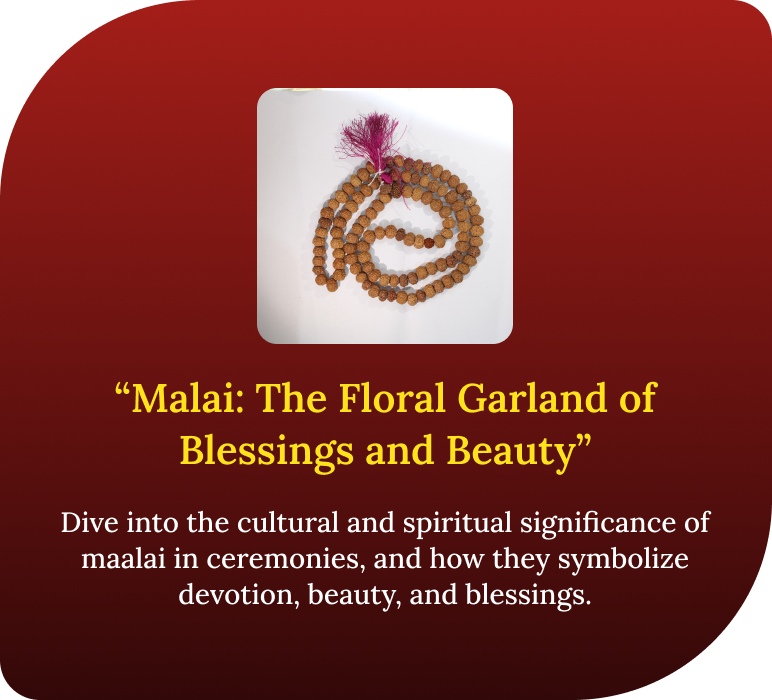 “Malai: The Floral Garland of
Blessings and Beauty”
Dive into the cultural and spiritual significance of
maalai in ceremonies, and how they symbolize
devotion, beauty, and blessings.